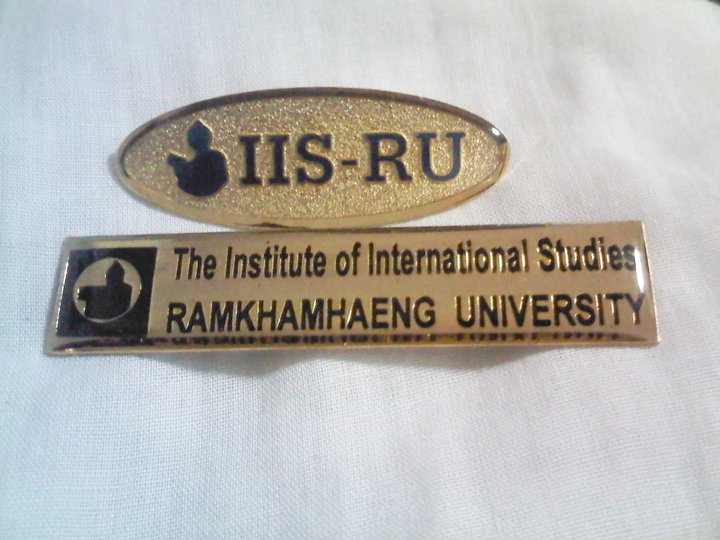 IIS-RU
The Institute of International Studies
RAMKHAMHAENG UNIVERSITY